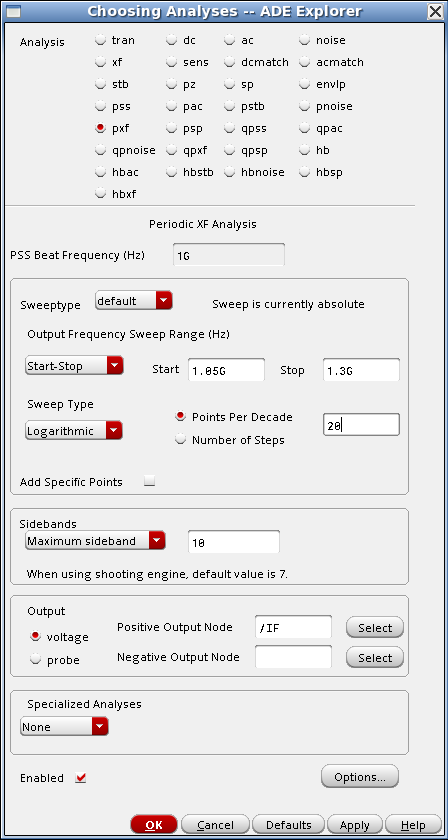 Choosing Analyses -- ADE Explorer
Analysis
tran dc ac noise
xf sens dcmatch acmatch
stb pz sp envlp
pss pac pstb pnoise
pxf psp qpss qpac
qpnoise qpxf qpsp hb
hbac hbstb hbnoise hbsp
hbxf
Periodic XF Analysis
PSS Beat Frequency (Hz) 1G
Sweeptype default Sweep is currently absolute
Output Frequency Sweep Range (Hz)
Start-Stop Start 1.05G Stop 1.3G
Sweep Type
Logarithmic
Points Per Decade 20
Number of Steps
Add Specific Points
Sidebands
Maximum sideband 10
When using shooting engine, default value is 7.
Output
voltage Positive Output Node /IF Select
probe Negative Output Node Select
Specialized Analyses
None
Enabled Options...
OK Cancel Defaults Apply Help